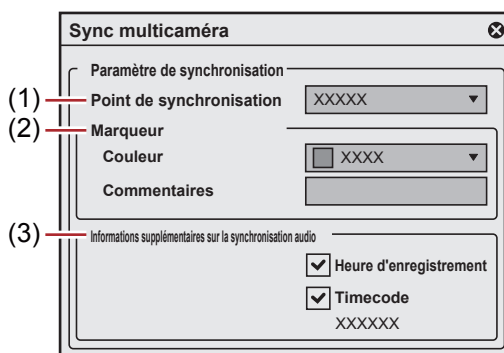 Sync multicaméra
Paramètre de synchronisation
(1) Point de synchronisation XXXXX
(2) Marqueur
Couleur XXXX
Commentaires
(3) Informations supplémentaires sur la synchronisation audio
Heure d'enregistrement
Timecode
XXXXXX